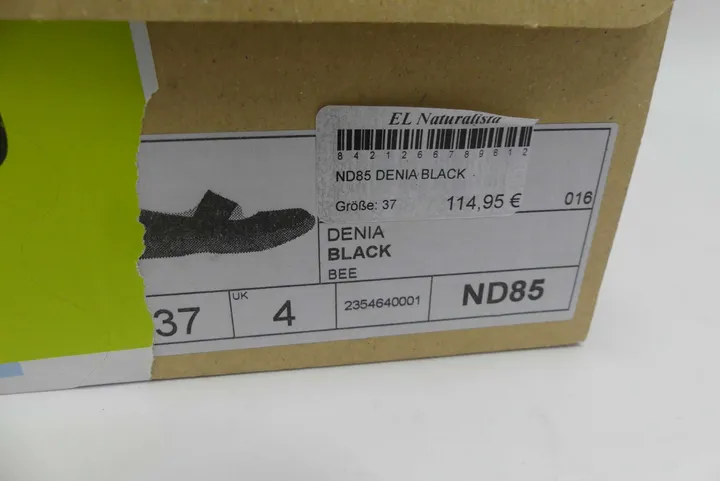 EL Naturalista
8 4 2 1 2 6 6 7 8 9 6 1 2
ND85 DENIA BLACK
Größe: 37 114,95 €
016
DENIA
BLACK
BEE
37 UK 4 2354640001 ND85